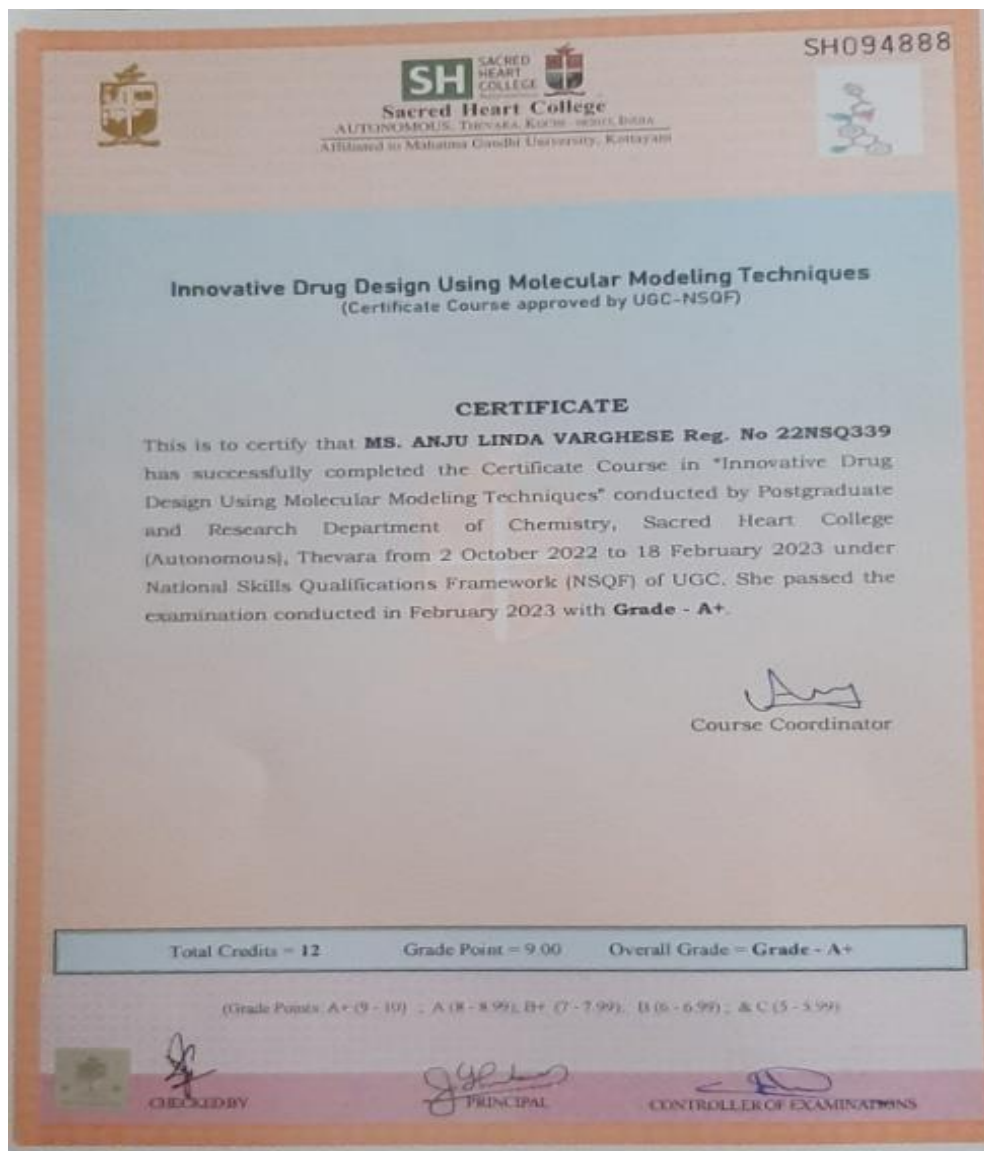 SH094888
SH SACRED HEART COLLEGE
Sacred Heart College
AUTONOMOUS, THEVARA, KOCHI - INDIA
Affiliated to Mahatma Gandhi University, Kottayam
Innovative Drug Design Using Molecular Modeling Techniques
(Certificate Course approved by UGC-NSQF)
CERTIFICATE
This is to certify that MS. ANJU LINDA VARGHESE Reg. No 22NSQ339
has successfully completed the Certificate Course in "Innovative Drug
Design Using Molecular Modeling Techniques" conducted by Postgraduate
and Research Department of Chemistry, Sacred Heart College
(Autonomous), Thevara from 2 October 2022 to 18 February 2023 under
National Skills Qualifications Framework (NSQF) of UGC. She passed the
examination conducted in February 2023 with Grade - A+.
Course Coordinator
Total Credits = 12 Grade Point = 9.00 Overall Grade = Grade - A+
(Grade Points: A+ (9 - 10) ; A (8 - 8.99); B+ (7 - 7.99); B (6 - 6.99) ; & C (5 - 5.99)
CHECKED BY PRINCIPAL CONTROLLER OF EXAMINATIONS